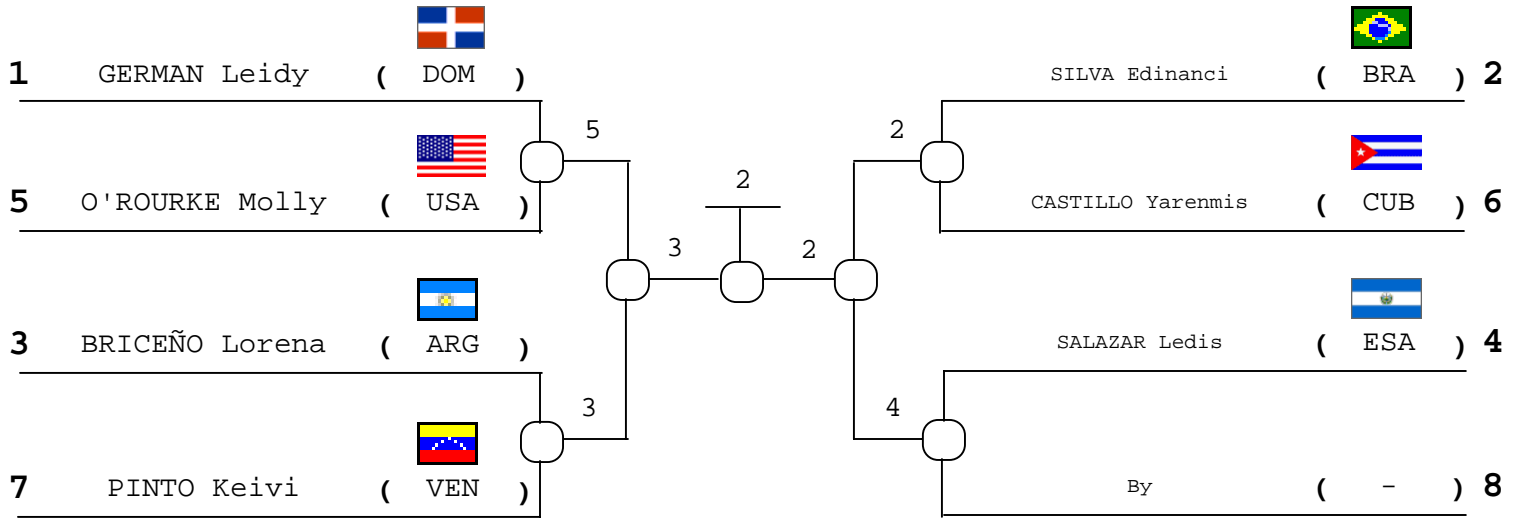 1 GERMAN Leidy ( DOM )
5
5 O'ROURKE Molly ( USA )
3
3 BRICEÑO Lorena ( ARG )
3
7 PINTO Keivi ( VEN )
2
SILVA Edinanci ( BRA ) 2
2
CASTILLO Yarenmis ( CUB ) 6
2
SALAZAR Ledis ( ESA ) 4
4
By ( - ) 8